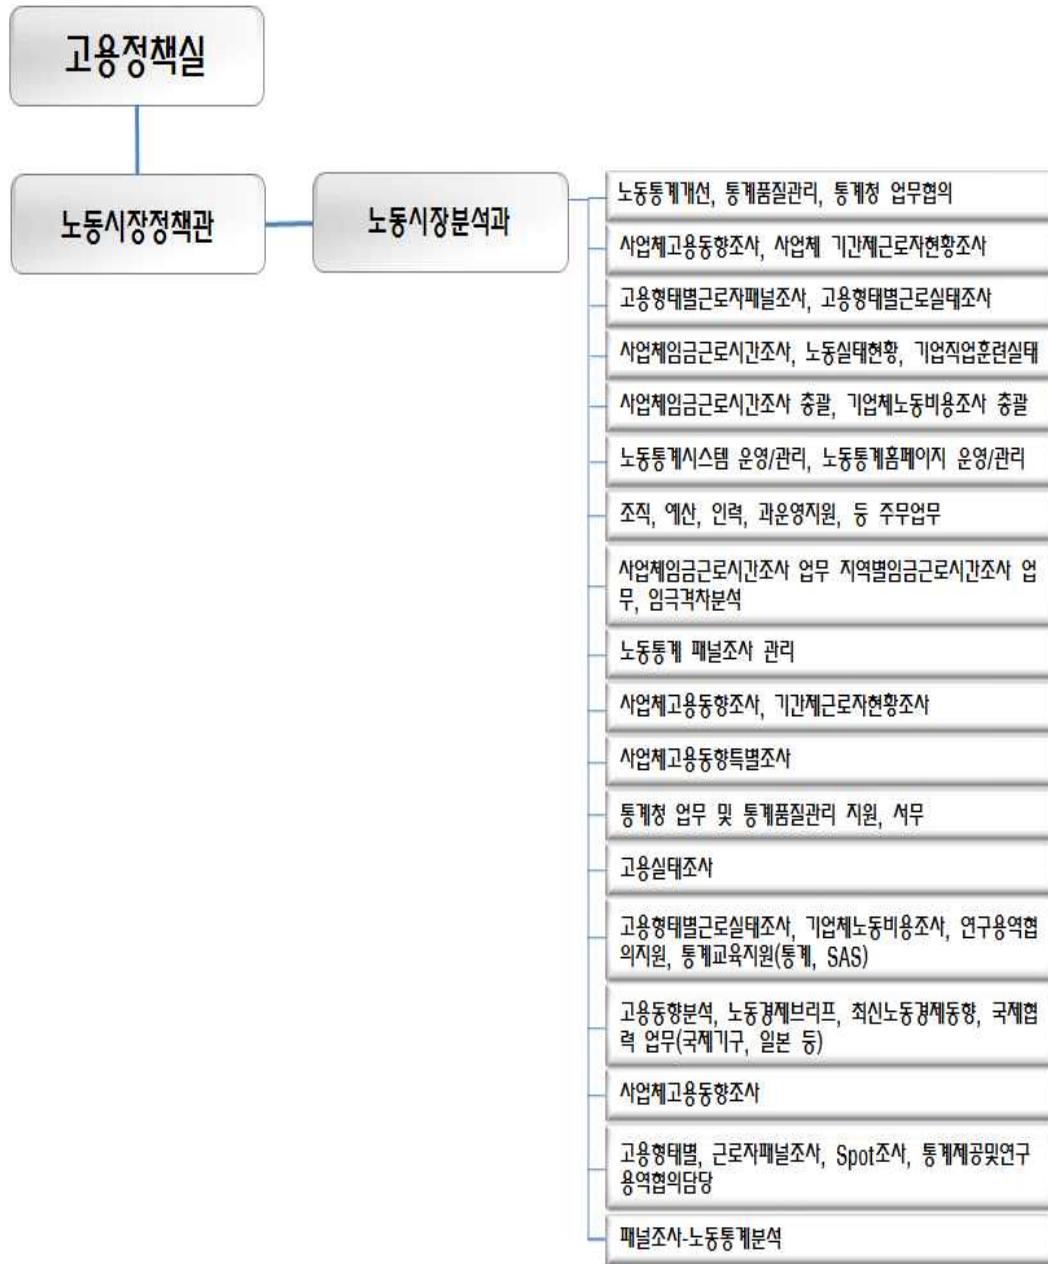 고용정책실
노동시장정책관
노동시장분석과
노동통계개선, 통계품질관리, 통계청 업무협의
사업체고용동향조사, 사업체 기간제근로자현황조사
고용형태별근로자패널조사, 고용형태별근로실태조사
사업체임금근로시간조사, 노동실태현황, 기업직업훈련실태
사업체임금근로시간조사 총괄, 기업체노동비용조사 총괄
노동통계시스템 운영/관리, 노동통계홈페이지 운영/관리
조직, 예산, 인력, 과운영지원, 등 주무업무
사업체임금근로시간조사 업무 지역별임금근로시간조사 업
무, 임극격차분석
노동통계 패널조사 관리
사업체고용동향조사, 기간제근로자현황조사
사업체고용동향특별조사
통계청 업무 및 통계품질관리 지원, 서무
고용실태조사
고용형태별근로실태조사, 기업체노동비용조사, 연구용역협
의지원, 통계교육지원(통계, SAS)
고용동향분석, 노동경제브리프, 최신노동경제동향, 국제협
력 업무(국제기구, 일본 등)
사업체고용동향조사
고용형태별, 근로자패널조사, Spot조사, 통계제공및연구
용역협의담당
패널조사-노동통계분석